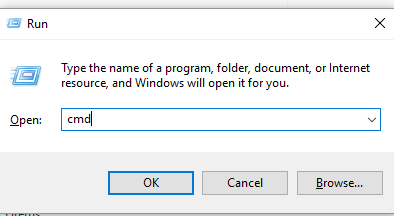 Run
Type the name of a program, folder, document, or Internet
resource, and Windows will open it for you.
Open: cmd
OK Cancel Browse...